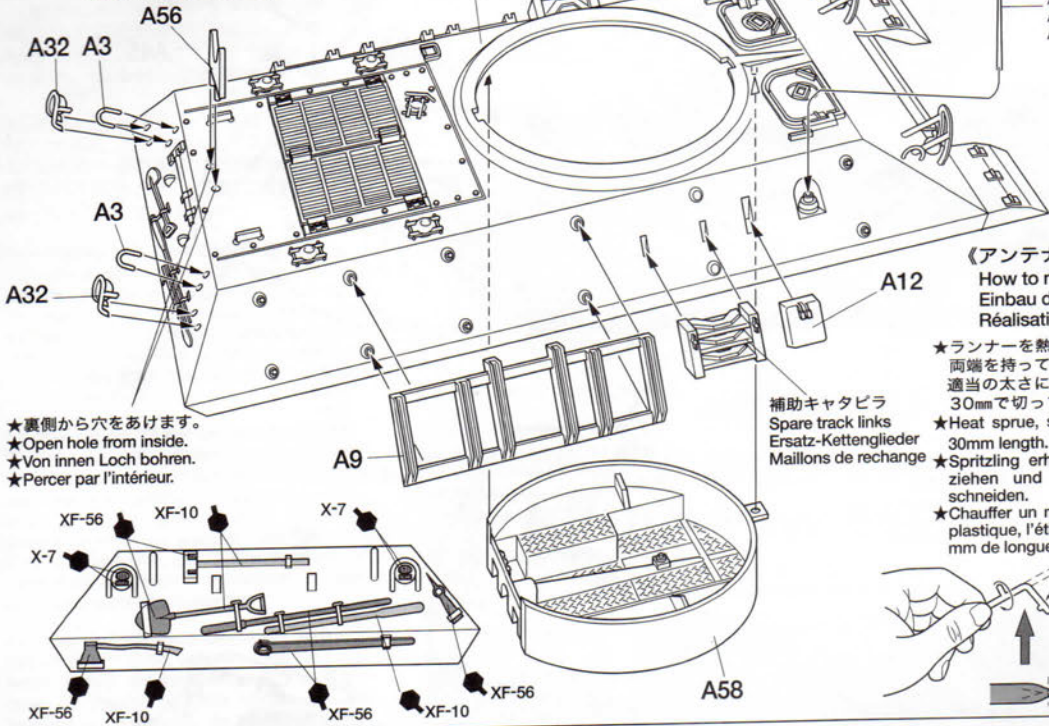 A56
A32 A3
A3
A32
A12
《アンテナ
How to
Einbau
Réalisati
★ランナーを熱
両端を持って
適当の太さに
30mmで切っ
★Heat sprue,
30mm length.
★Spritzling
ziehen und
schneiden.
★Chauffer un
plastique, l'ét
mm de longue
補助キャタピラ
Spare track links
Ersatz-Kettenglieder
Maillons de rechange
★裏側から穴をあけます。
★Open hole from inside.
★Von innen Loch bohren.
★Percer par l'intérieur.
A9
XF-56 XF-10 X-7
X-7
XF-56
XF-56 XF-10 XF-56 XF-10
A58